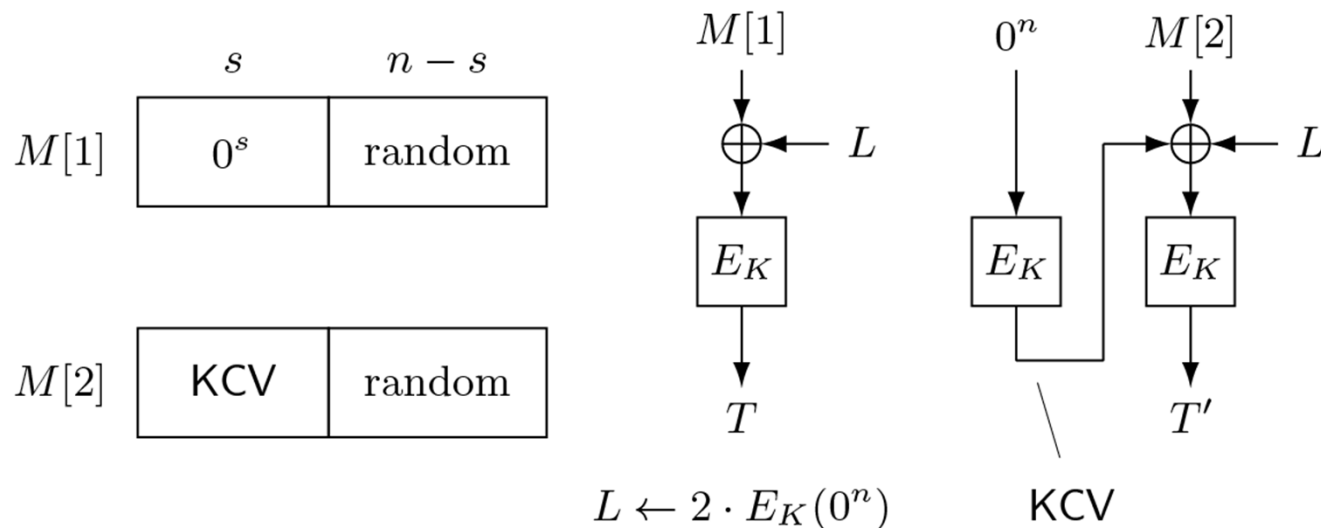 s n − s
M[1] 0^s random
M[2] KCV random
M[1]
L
E_K
T
0^n M[2]
L
E_K E_K
T′
L ← 2 · E_K(0^n)
KCV